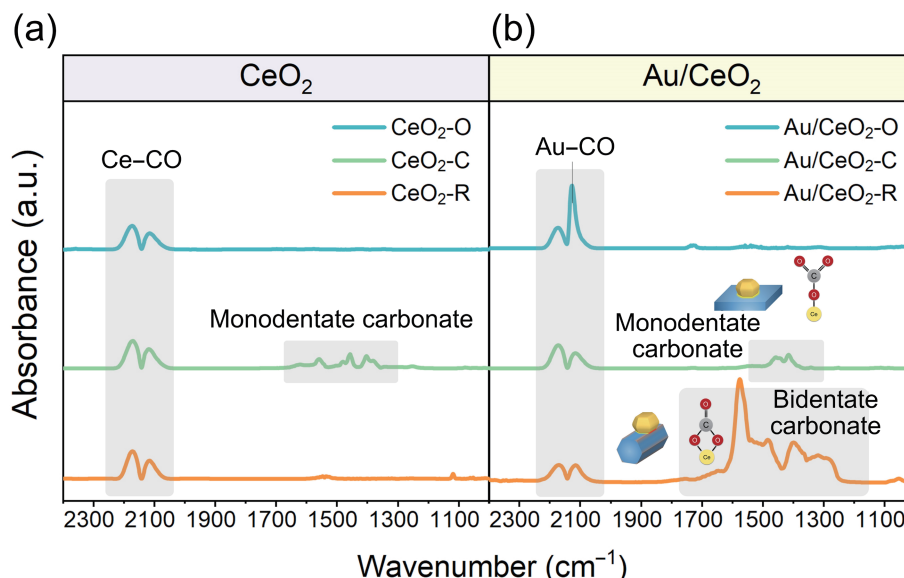 (a)
(b)
CeO₂
Au/CeO₂
CeO₂-O
CeO₂-C
CeO₂-R
Ce–CO
Au/CeO₂-O
Au/CeO₂-C
Au/CeO₂-R
Au–CO
Absorbance (a.u.)
Monodentate carbonate
Monodentate
carbonate
O
O
C
O
Ce
Bidentate
carbonate
O
C
O
O
Ce
2300 2100 1900 1700 1500 1300 1100
2300 2100 1900 1700 1500 1300 1100
Wavenumber (cm⁻¹)